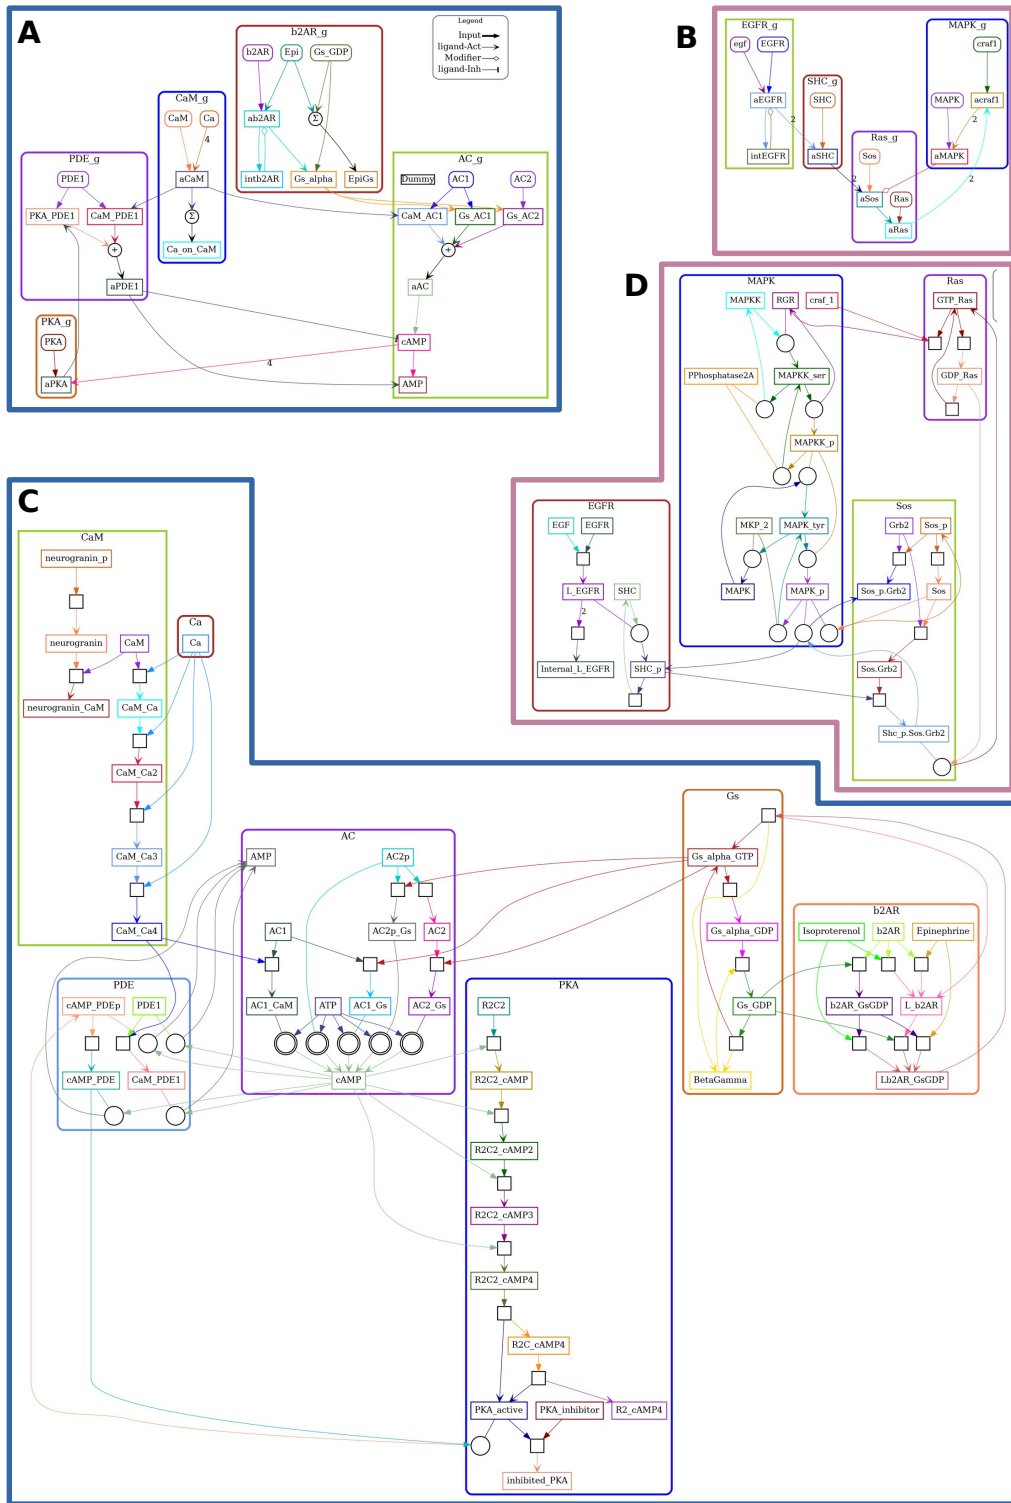 A
b2AR_g
b2AR
Epi
Gs_GDP
ab2AR
Σ
intb2AR
Gs_alpha
EpiGs
Legend
Input
ligand-Act
Modifier
ligand-Inh
CaM_g
CaM
Ca
4
aCaM
Σ
Ca_on_CaM
PDE_g
PDE1
PKA_PDE1
CaM_PDE1
+
aPDE1
PKA_g
PKA
aPKA
AC_g
Dummy
AC1
AC2
CaM_AC1
Gs_AC1
Gs_AC2
+
aAC
cAMP
4
AMP
B
EGFR_g
egf
EGFR
aEGFR
2
intEGFR
SHC_g
SHC
aSHC
2
Ras_g
Sos
aSos
Ras
aRas
MAPK_g
craf1
MAPK
acraf1
2
aMAPK
2
D
MAPK
MAPKK
RGR
craf_1
MAPKK_ser
PPhosphatase2A
MAPKK_p
MKP_2
MAPK_tyr
MAPK
MAPK_p
Ras
GTP_Ras
GDP_Ras
EGFR
EGF
EGFR
L_EGFR
SHC
2
Internal_L_EGFR
SHC_p
Sos
Grb2
Sos_p
Sos_p.Grb2
Sos
Sos.Grb2
Shc_p.Sos.Grb2
C
CaM
neurogranin_p
neurogranin
CaM
neurogranin_CaM
CaM_Ca
CaM_Ca2
CaM_Ca3
CaM_Ca4
Ca
Ca
AC
AMP
AC2p
AC1
AC2p_Gs
AC2
AC1_CaM
ATP
AC1_Gs
AC2_Gs
cAMP
PDE
cAMP_PDEp
PDE1
cAMP_PDE
CaM_PDE1
Gs
Gs_alpha_GTP
Gs_alpha_GDP
Gs_GDP
BetaGamma
b2AR
Isoproterenol
b2AR
Epinephrine
b2AR_GsGDP
L_b2AR
Lb2AR_GsGDP
PKA
R2C2
R2C2_cAMP
R2C2_cAMP2
R2C2_cAMP3
R2C2_cAMP4
R2C_cAMP4
PKA_active
PKA_inhibitor
R2_cAMP4
inhibited_PKA